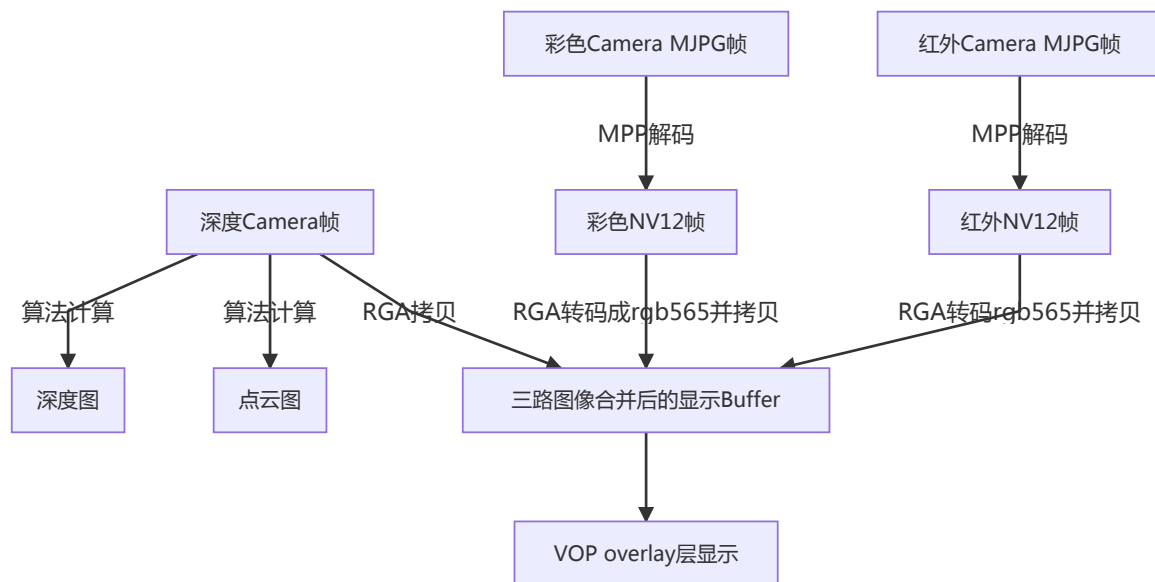 彩色Camera MJPG帧
红外Camera MJPG帧
MPP解码
MPP解码
深度Camera帧
彩色NV12帧
红外NV12帧
算法计算
算法计算
RGA拷贝
RGA转码成rgb565并拷贝
RGA转码rgb565并拷贝
深度图
点云图
三路图像合并后的显示Buffer
VOP overlay层显示